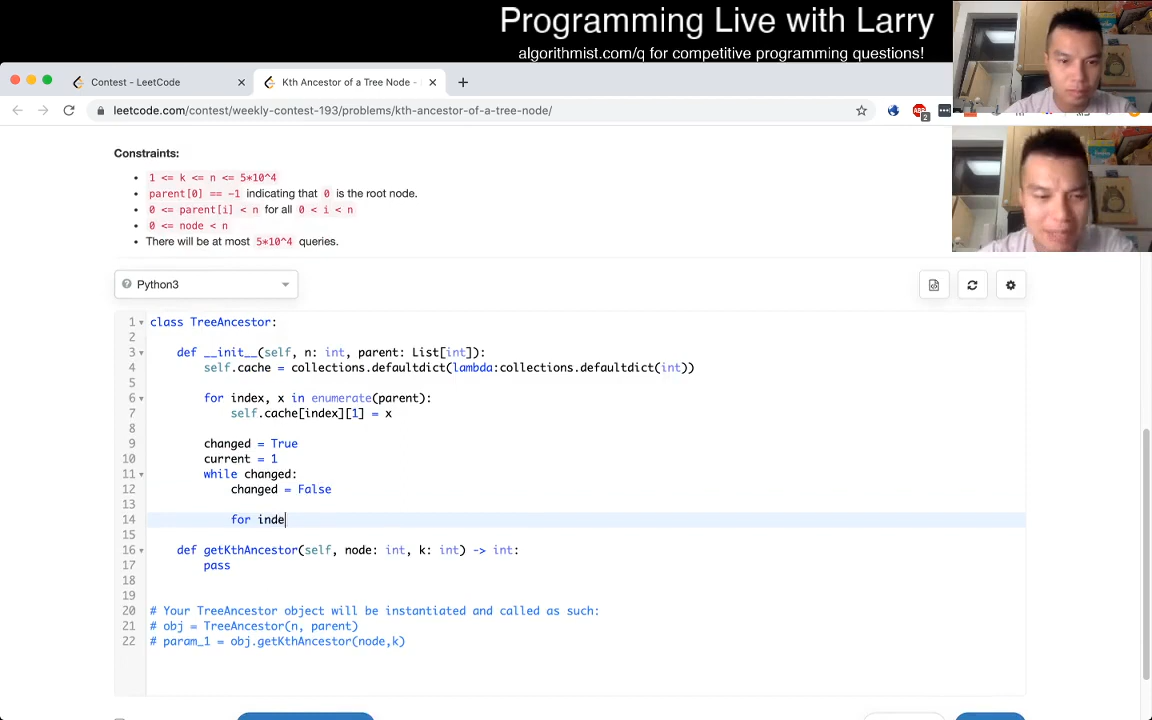 Programming Live with Larry
algorithmist.com/q for competitive programming questions!
Contest - LeetCode
Kth Ancestor of a Tree Node -
leetcode.com/contest/weekly-contest-193/problems/kth-ancestor-of-a-tree-node/
ABP
2
Constraints:
1 <= k <= n <= 5*10^4
parent[0] == -1 indicating that 0 is the root node.
0 <= parent[i] < n for all 0 < i < n
0 <= node < n
There will be at most 5*10^4 queries.
Python3
1 class TreeAncestor:
2
3 def __init__(self, n: int, parent: List[int]):
4 self.cache = collections.defaultdict(lambda:collections.defaultdict(int))
5
6 for index, x in enumerate(parent):
7 self.cache[index][1] = x
8
9 changed = True
10 current = 1
11 while changed:
12 changed = False
13
14 for inde
15
16 def getKthAncestor(self, node: int, k: int) -> int:
17 pass
18
19
20 # Your TreeAncestor object will be instantiated and called as such:
21 # obj = TreeAncestor(n, parent)
22 # param_1 = obj.getKthAncestor(node,k)